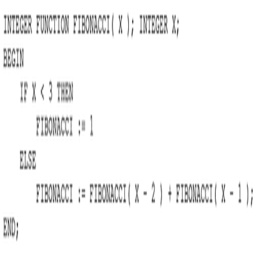 INTEGER FUNCTION FIBONACCI( X ); INTEGER X;
BEGIN
IF X < 3 THEN
FIBONACCI := 1
ELSE
FIBONACCI := FIBONACCI( X - 2 ) + FIBONACCI( X - 1 );
END;